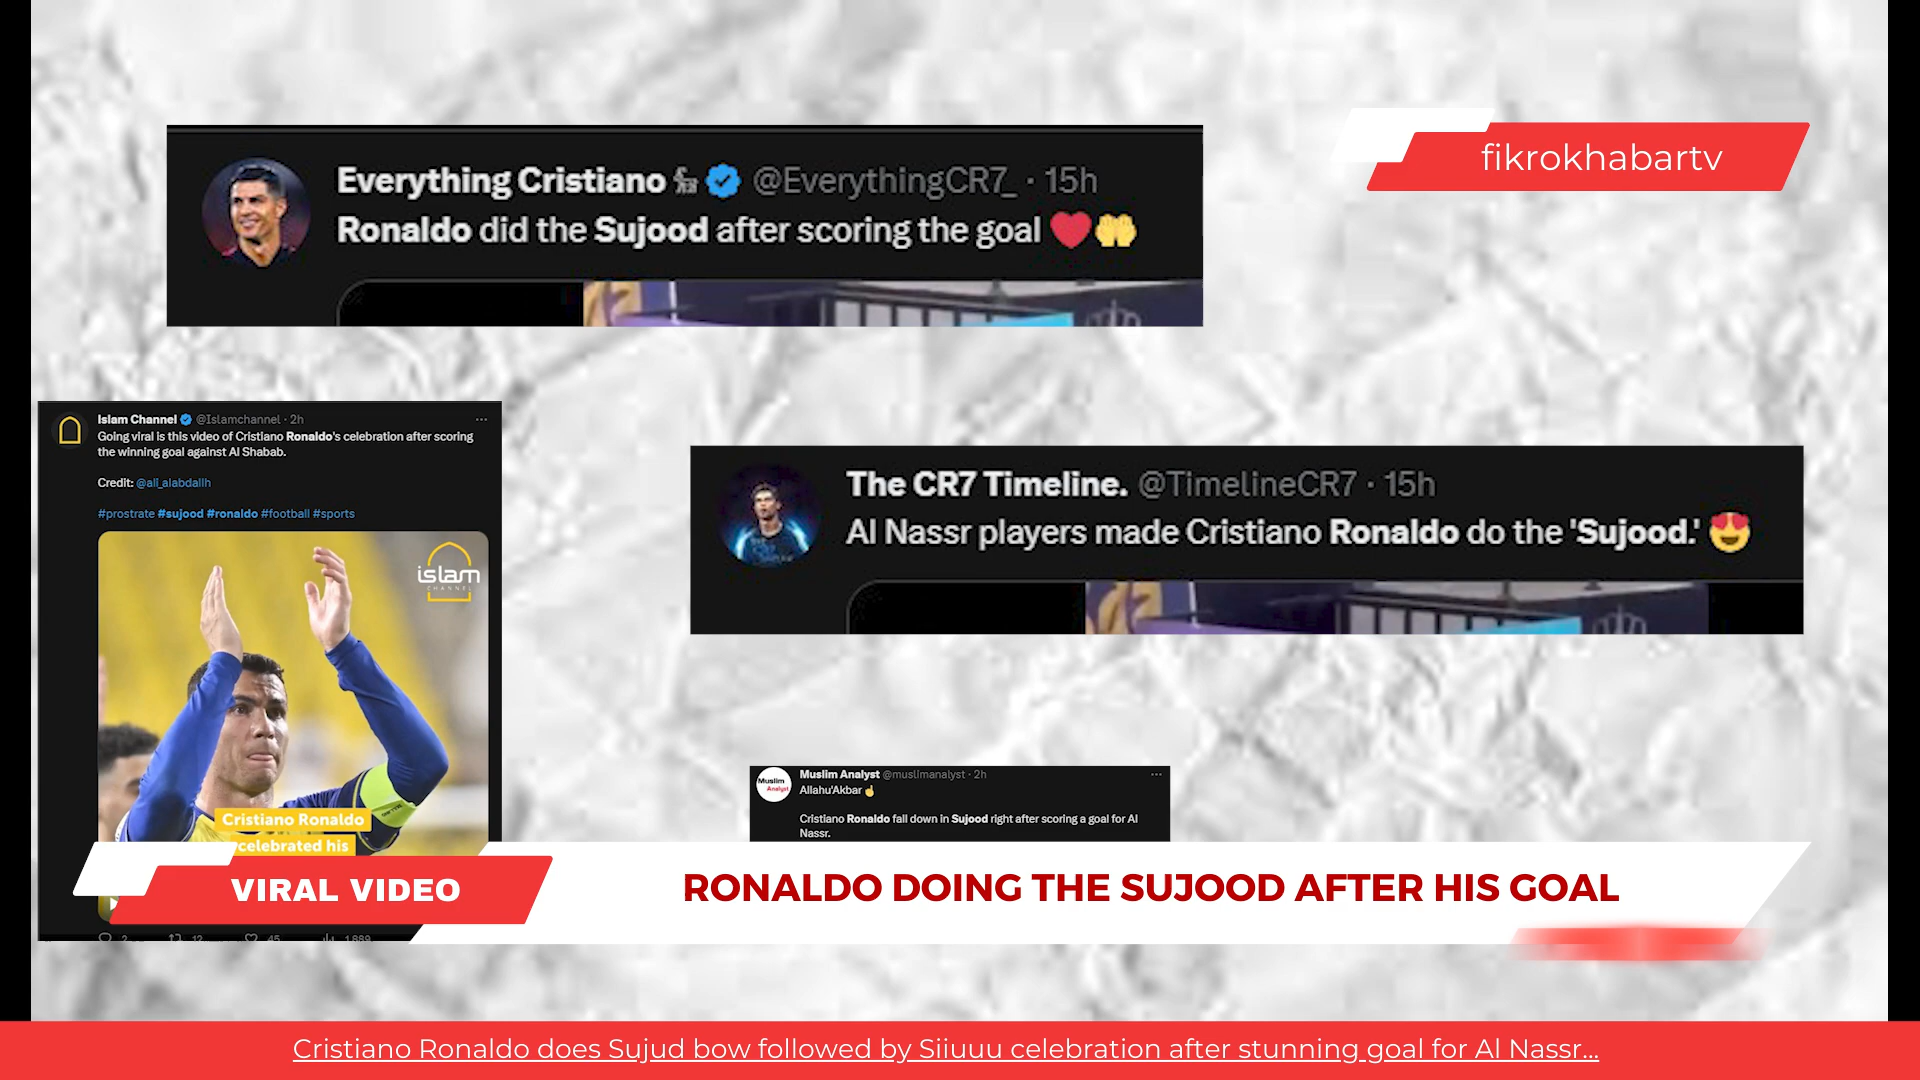 Everything Cristiano @EverythingCR7_ · 15h
Ronaldo did the Sujood after scoring the goal ❤️🤲
fikrokhabartv
Islam Channel @Islamchannel · 2h
Going viral is this video of Cristiano Ronaldo's celebration after scoring
the winning goal against Al Shabab.
Credit: @ali_alabdallh
#prostrate #sujood #ronaldo #football #sports
islam
CHANNEL
Cristiano Ronaldo
celebrated his
The CR7 Timeline. @TimelineCR7 · 15h
Al Nassr players made Cristiano Ronaldo do the 'Sujood.' 😍
Muslim
Analyst
Muslim Analyst @muslimanalyst · 2h
Allahu'Akbar ☝️
Cristiano Ronaldo fall down in Sujood right after scoring a goal for Al
Nassr.
VIRAL VIDEO
RONALDO DOING THE SUJOOD AFTER HIS GOAL
Cristiano Ronaldo does Sujud bow followed by Siiuuu celebration after stunning goal for Al Nassr...